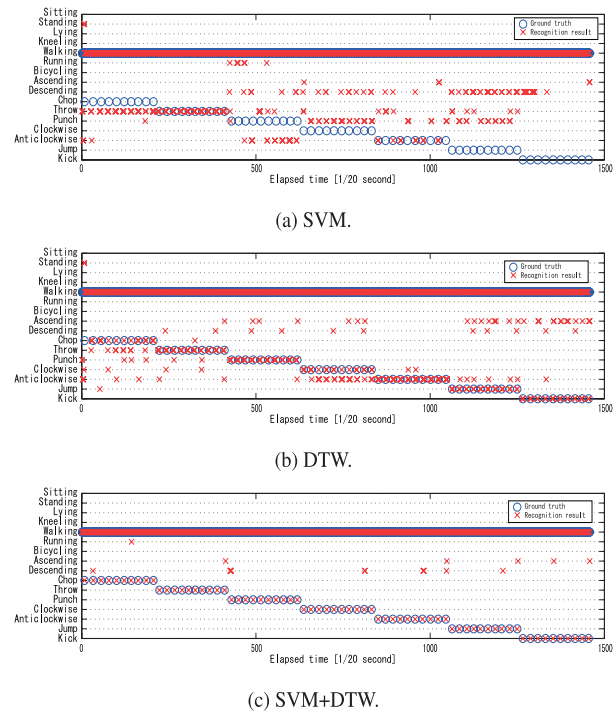 Sitting
Standing
Lying
Kneeling
Walking
Running
Bicycling
Ascending
Descending
Chop
Throw
Punch
Clockwise
Anticlockwise
Jump
Kick
Ground truth
Recognition result
0 500 1000 1500
Elapsed time [1/20 second]
(a) SVM.
Sitting
Standing
Lying
Kneeling
Walking
Running
Bicycling
Ascending
Descending
Chop
Throw
Punch
Clockwise
Anticlockwise
Jump
Kick
Ground truth
Recognition result
0 500 1000 1500
Elapsed time [1/20 second]
(b) DTW.
Sitting
Standing
Lying
Kneeling
Walking
Running
Bicycling
Ascending
Descending
Chop
Throw
Punch
Clockwise
Anticlockwise
Jump
Kick
Ground truth
Recognition result
0 500 1000 1500
Elapsed time [1/20 second]
(c) SVM+DTW.